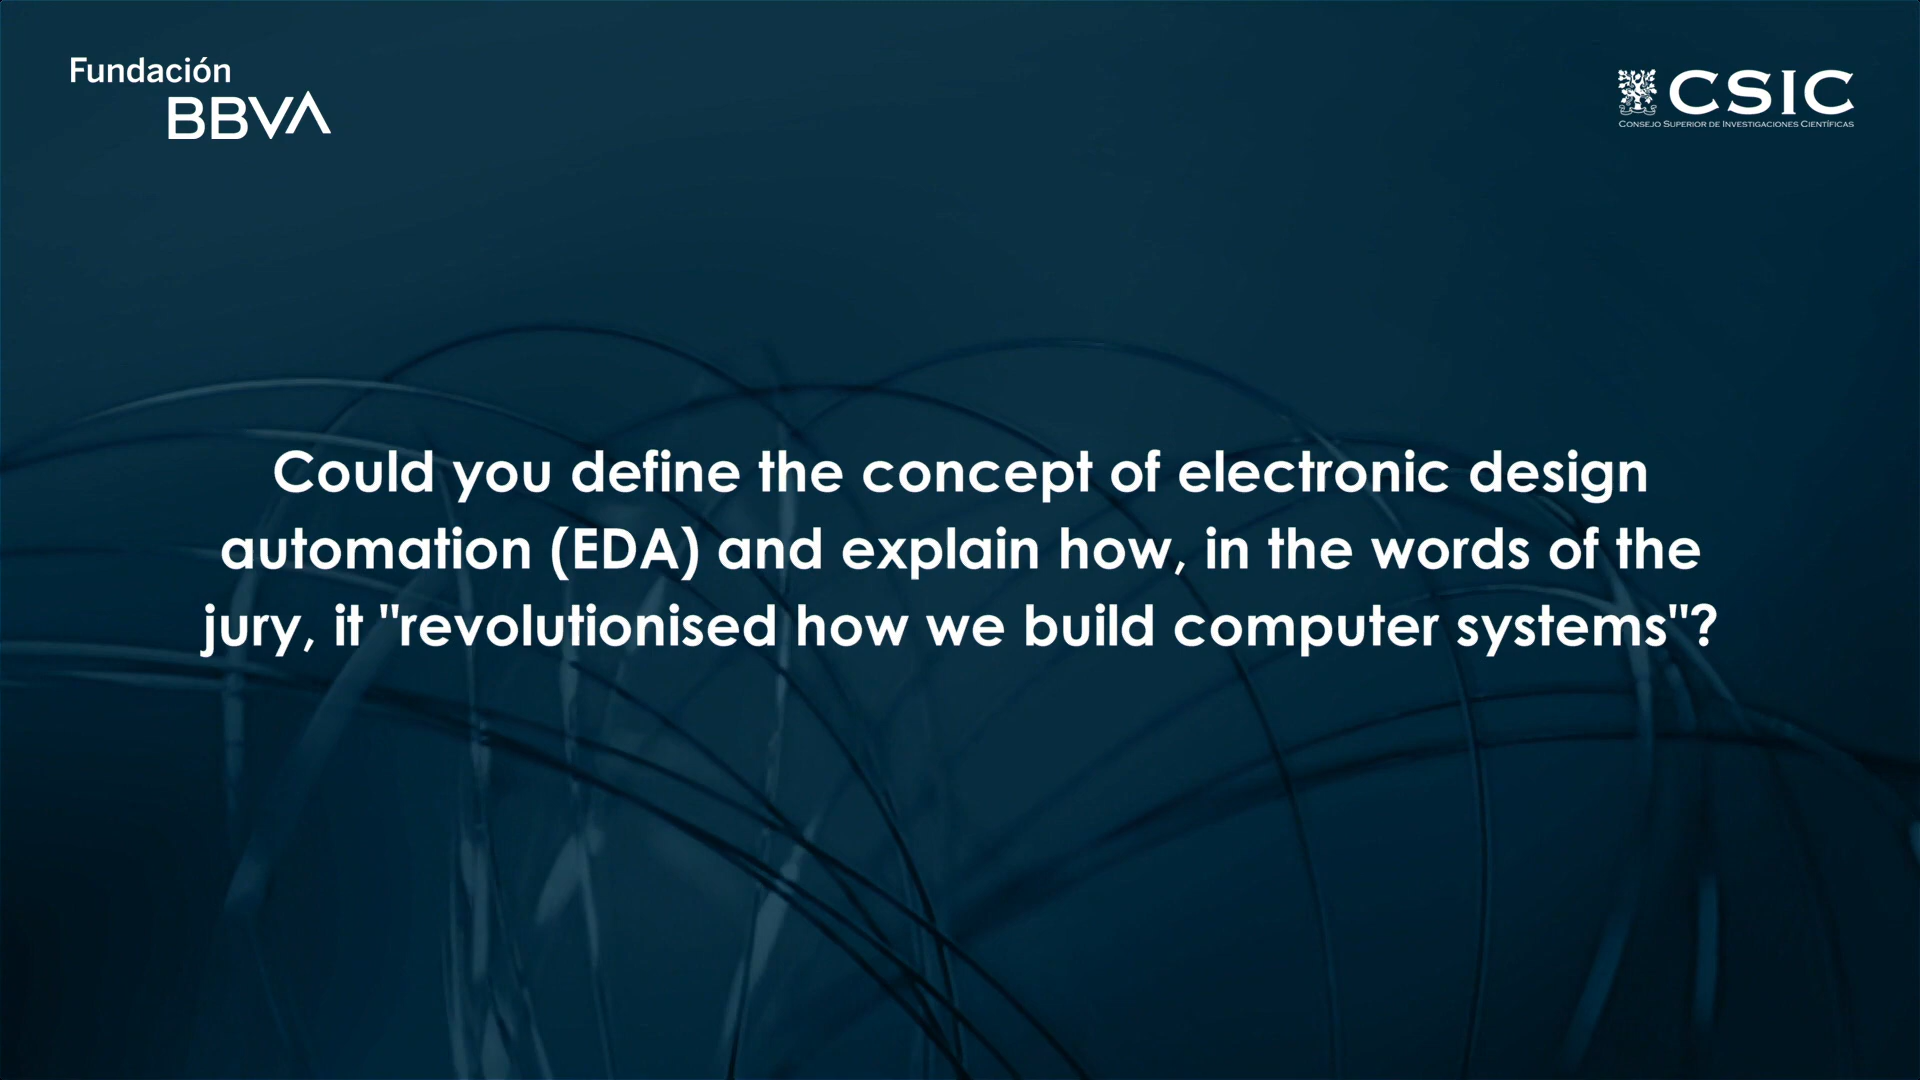 Fundación
BBVA
CSIC
Consejo Superior de Investigaciones Científicas
Could you define the concept of electronic design
automation (EDA) and explain how, in the words of the
jury, it "revolutionised how we build computer systems"?